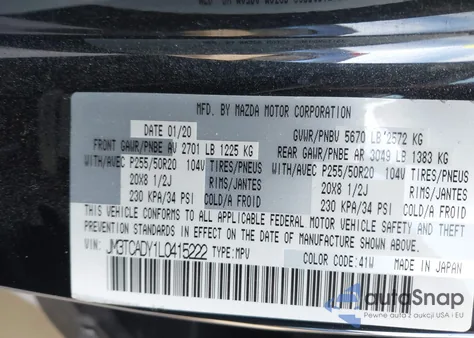 MFD. BY MAZDA MOTOR CORPORATION
DATE 01/20 GVWR/PNBV 5670 LB 2572 KG
FRONT GAWR/PNBE AV 2701 LB 1225 KG REAR GAWR/PNBE AR 3049 LB 1383 KG
WITH/AVEC P255/50R20 104V TIRES/PNEUS WITH/AVEC P255/50R20 104V TIRES/PNEUS
20X8 1/2J RIMS/JANTES 20X8 1/2J RIMS/JANTES
230 KPA/34 PSI COLD/A FROID 230 KPA/34 PSI COLD/A FROID
THIS VEHICLE CONFORMS TO ALL APPLICABLE FEDERAL MOTOR VEHICLE SAFETY AND THEFT
PREVENTION STANDARDS IN EFFECT ON THE DATE OF MANUFACTURE SHOWN ABOVE.
JM3TCADY1L0415222 TYPE:MPV
COLOR CODE:41W MADE IN JAPAN
autoSnap
Pewne auta z aukcji USA i EU